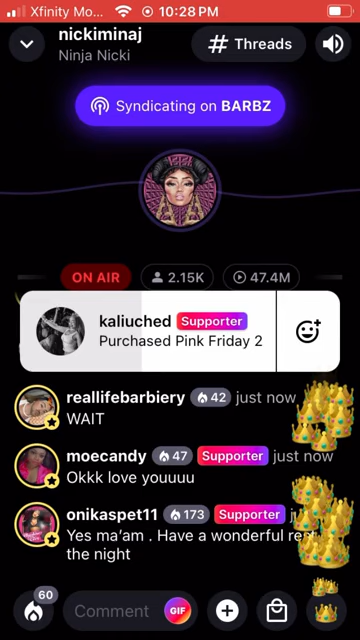 Xfinity Mo... 10:28 PM
nickiminaj
Ninja Nicki
# Threads
Syndicating on BARBZ
ON AIR 2.15K 47.4M
kaliuched Supporter
Purchased Pink Friday 2
reallifebarbiery 42 just now
WAIT
moecandy 47 Supporter just now
Okkk love youuuu
onikaspet11 173 Supporter
Yes ma'am . Have a wonderful rest
the night
60
Comment GIF